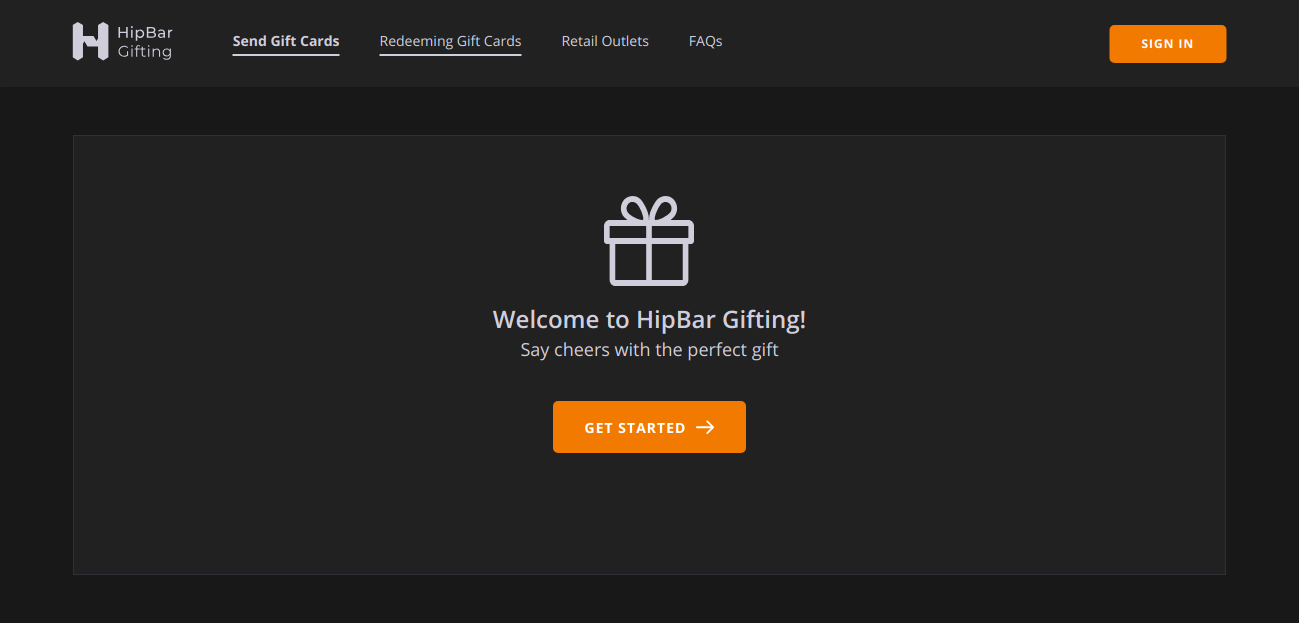 HipBar
Gifting
Send Gift Cards
Redeeming Gift Cards
Retail Outlets
FAQs
SIGN IN
Welcome to HipBar Gifting!
Say cheers with the perfect gift
GET STARTED →